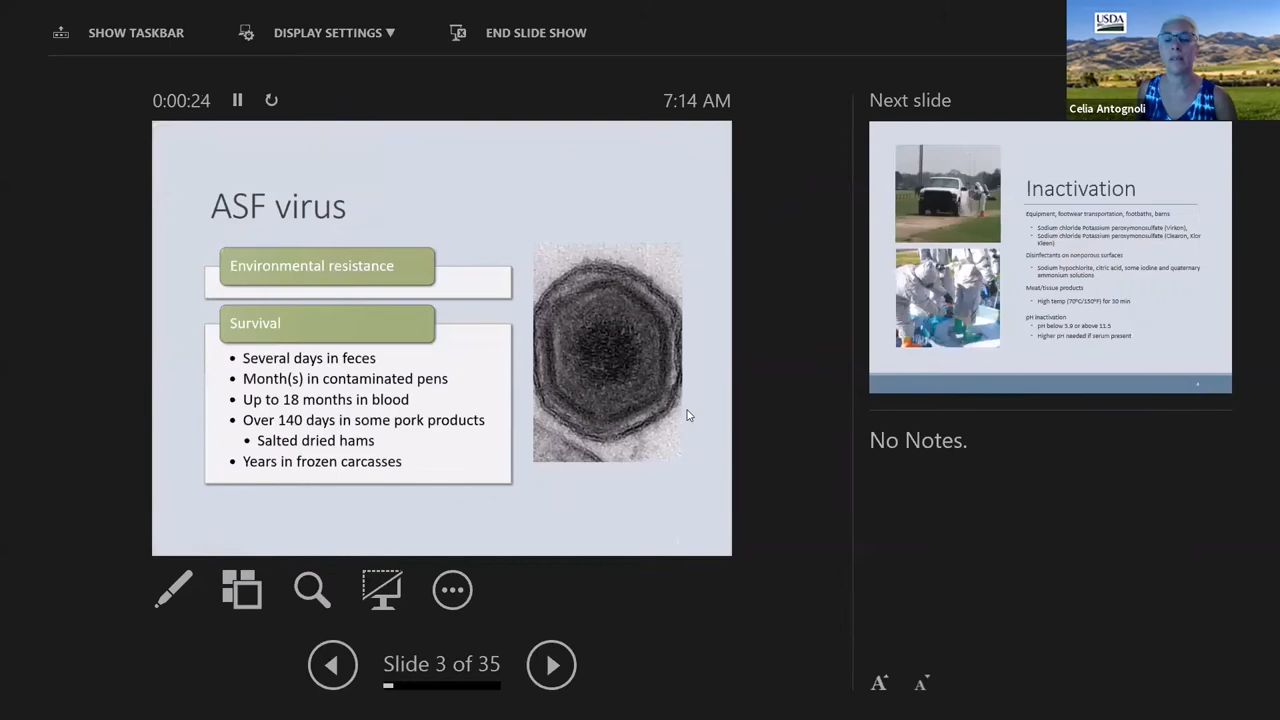 SHOW TASKBAR
DISPLAY SETTINGS ▼
END SLIDE SHOW
USDA
Celia Antognoli
0:00:24
7:14 AM
Next slide
ASF virus
Environmental resistance
Survival
• Several days in feces
• Month(s) in contaminated pens
• Up to 18 months in blood
• Over 140 days in some pork products
• Salted dried hams
• Years in frozen carcasses
Inactivation
Equipment, footwear transportation, footbaths, barns
• Sodium chloride Potassium peroxymonosulfate (Virkon),
• Sodium chloride Potassium peroxymonosulfate (Clearon, Klor
Kleen)
Disinfectants on nonporous surfaces
• Sodium hypochlorite, citric acid, some iodine and quaternary
ammonium solutions
Meat/tissue products
• High temp (70°C/150°F) for 30 min
pH inactivation
• pH below 3.9 or above 11.5
• Higher pH needed if serum present
4
No Notes.
Slide 3 of 35
A A